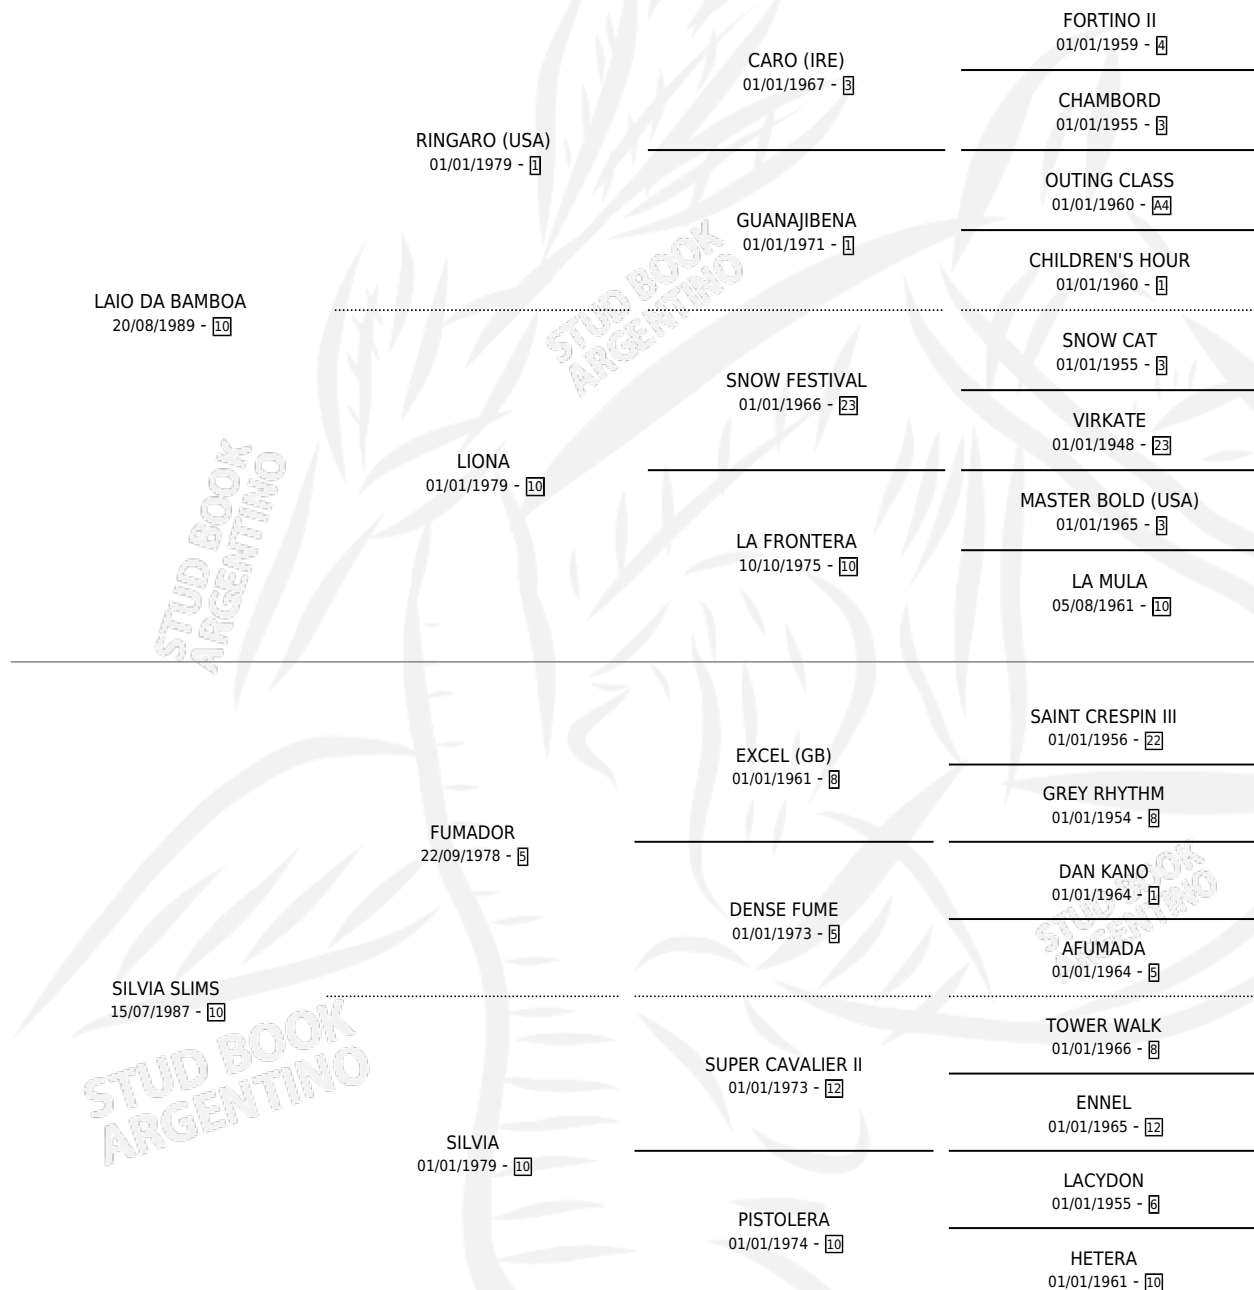 FORTINO II
01/01/1959 - 4
CARO (IRE)
01/01/1967 - 3
CHAMBORD
01/01/1955 - 3
RINGARO (USA)
01/01/1979 - 1
OUTING CLASS
01/01/1960 - A4
GUANAJIBENA
01/01/1971 - 1
CHILDREN'S HOUR
01/01/1960 - 1
LAIO DA BAMBOA
20/08/1989 - 10
SNOW CAT
01/01/1955 - 3
SNOW FESTIVAL
01/01/1966 - 23
VIRKATE
01/01/1948 - 23
LIONA
01/01/1979 - 10
MASTER BOLD (USA)
01/01/1965 - 3
LA FRONTERA
10/10/1975 - 10
LA MULA
05/08/1961 - 10
STUD BOOK
ARGENTINO
STUD BOOK
ARGENTINO
SAINT CRESPIN III
01/01/1956 - 22
EXCEL (GB)
01/01/1961 - 8
GREY RHYTHM
01/01/1954 - 8
FUMADOR
22/09/1978 - 5
DAN KANO
01/01/1964 - 1
DENSE FUME
01/01/1973 - 5
AFUMADA
01/01/1964 - 5
STUD BOOK
ARGENTINO
SILVIA SLIMS
15/07/1987 - 10
TOWER WALK
01/01/1966 - 8
SUPER CAVALIER II
01/01/1973 - 12
ENNEL
01/01/1965 - 12
SILVIA
01/01/1979 - 10
LACYDON
01/01/1955 - 6
PISTOLERA
01/01/1974 - 10
HETERA
01/01/1961 - 10
STUD BOOK
ARGENTINO